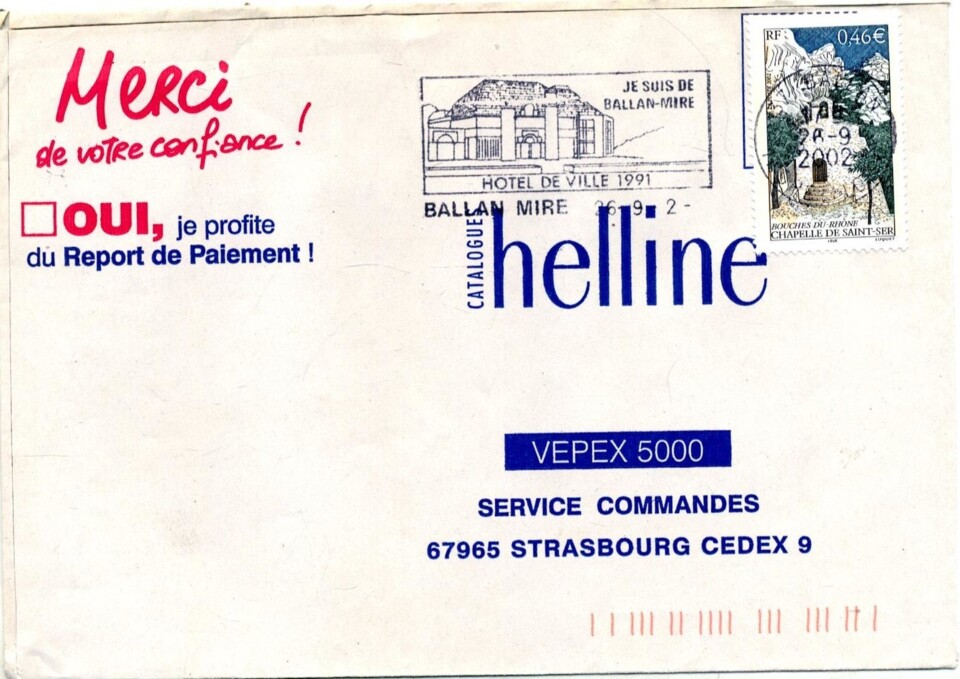 Merci
de votre confiance !
OUI, je profite
du Report de Paiement !
JE SUIS DE
BALLAN-MIRE
HOTEL DE VILLE 1991
BALLAN MIRE 26-9 2-
RF 0,46€
26-9
2002
BOUCHES-DU-RHÔNE
CHAPELLE DE SAINT-SER
CATALOGUES
helline
VEPEX 5000
SERVICE COMMANDES
67965 STRASBOURG CEDEX 9